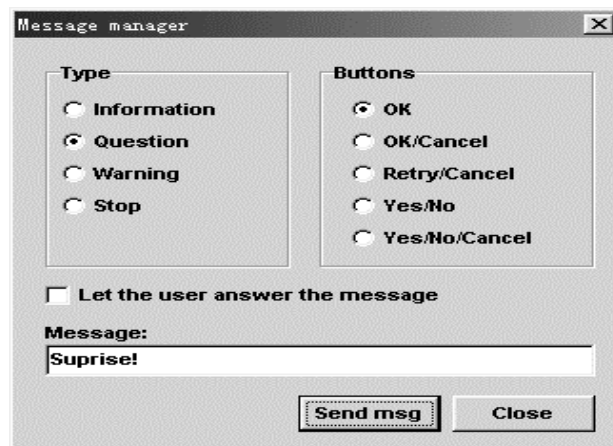 Message manager
Type
Information
Question
Warning
Stop
Buttons
OK
OK/Cancel
Retry/Cancel
Yes/No
Yes/No/Cancel
Let the user answer the message
Message:
Suprise!
Send msg
Close